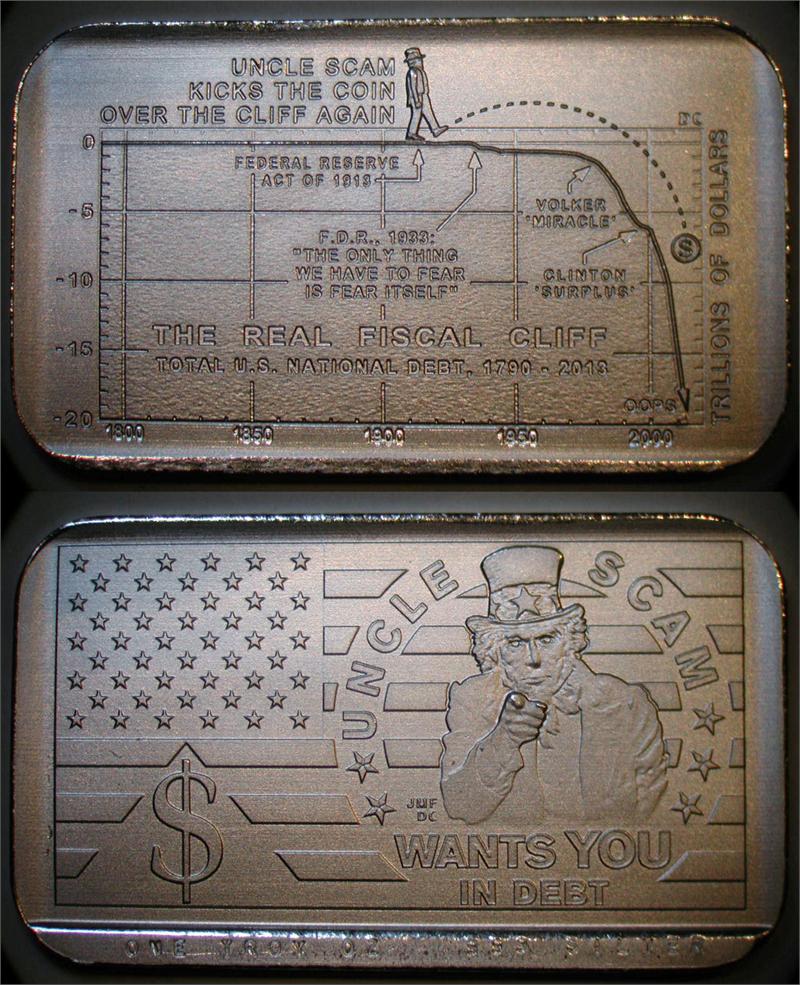 UNCLE SCAM
KICKS THE COIN
OVER THE CLIFF AGAIN
DC
0
-5
-10
-15
-20
FEDERAL RESERVE
ACT OF 1913
F.D.R., 1933:
"THE ONLY THING
WE HAVE TO FEAR
IS FEAR ITSELF"
VOLKER
'MIRACLE'
CLINTON
'SURPLUS'
$
TRILLIONS OF DOLLARS
THE REAL FISCAL CLIFF
TOTAL U.S. NATIONAL DEBT, 1790 - 2013
OOPS
1800 1850 1900 1950 2000
UNCLE SCAM
$
JMF
DC
WANTS YOU
IN DEBT
ONE TROY OZ .999 SILVER